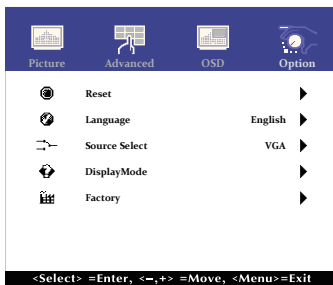 Picture Advanced OSD Option
Reset
Language English
Source Select VGA
DisplayMode
Factory
<Select> =Enter, <–,+> =Move, <Menu>=Exit